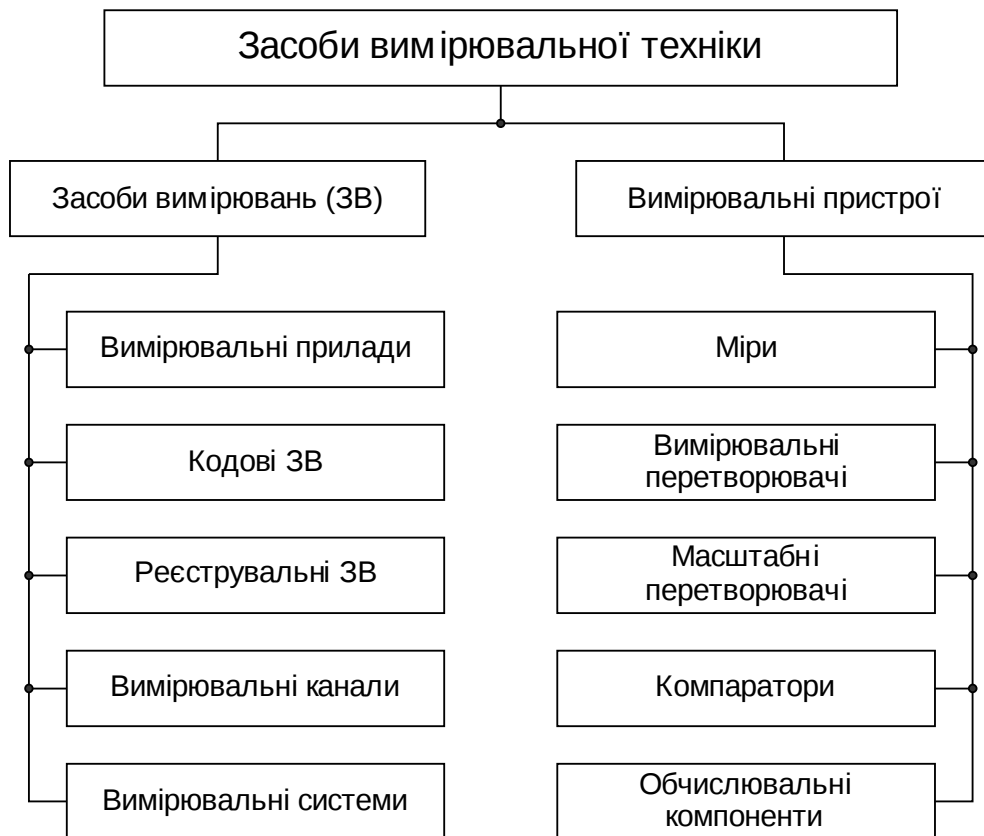 Засоби вимірювальної техніки
Засоби вимірювань (ЗВ)
Вимірювальні пристрої
Вимірювальні прилади
Кодові ЗВ
Реєструвальні ЗВ
Вимірювальні канали
Вимірювальні системи
Міри
Вимірювальні
перетворювачі
Масштабні
перетворювачі
Компаратори
Обчислювальні
компоненти